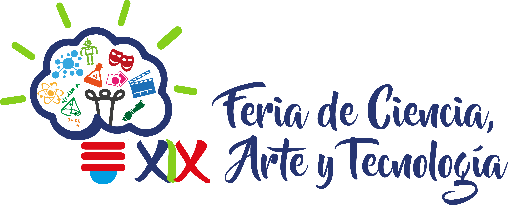 XIX Feria de Ciencia,
Arte y Tecnología